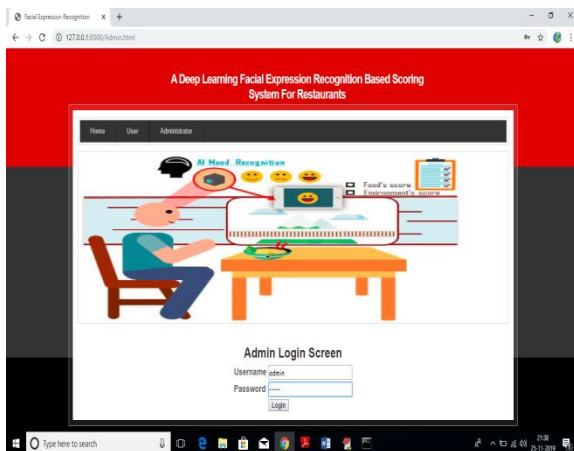 Facial Expression Recognition
127.0.0.1:8000/Admin.html
A Deep Learning Facial Expression Recognition Based Scoring
System For Restaurants
Home User Administrator
AI Mood Recognition
Food's score
Environment's score
Admin Login Screen
Username admin
Password •••••
Login
Type here to search
21:30
25-11-2019